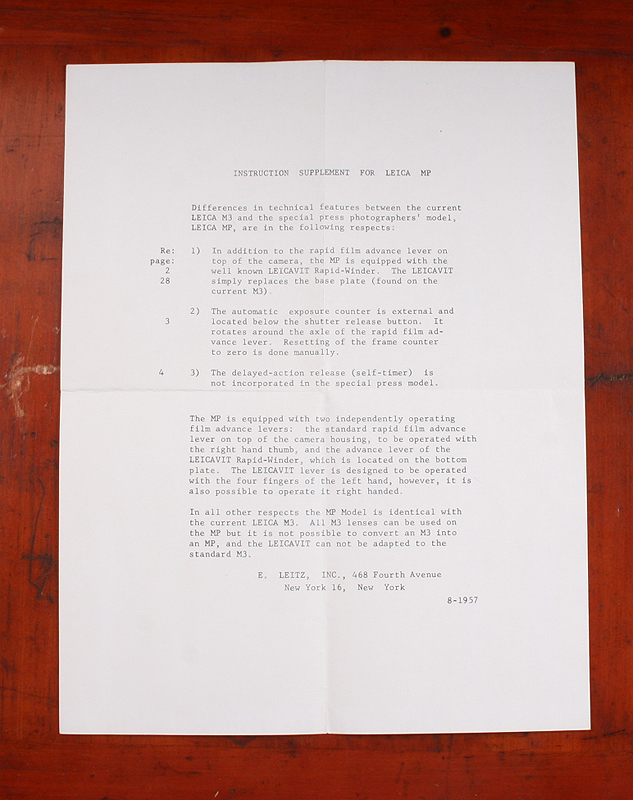 INSTRUCTION SUPPLEMENT FOR LEICA MP
Differences in technical features between the current
LEICA M3 and the special press photographers' model,
LEICA MP, are in the following respects:
Re: 1) In addition to the rapid film advance lever on
page: top of the camera, the MP is equipped with the
2 well known LEICAVIT Rapid-Winder. The LEICAVIT
28 simply replaces the base plate (found on the
current M3).
2) The automatic exposure counter is external and
3 located below the shutter release button. It
rotates around the axle of the rapid film ad-
vance lever. Resetting of the frame counter
to zero is done manually.
4 3) The delayed-action release (self-timer) is
not incorporated in the special press model.
The MP is equipped with two independently operating
film advance levers: the standard rapid film advance
lever on top of the camera housing, to be operated with
the right hand thumb, and the advance lever of the
LEICAVIT Rapid-Winder, which is located on the bottom
plate. The LEICAVIT lever is designed to be operated
with the four fingers of the left hand, however, it is
also possible to operate it right handed.
In all other respects the MP Model is identical with
the current LEICA M3. All M3 lenses can be used on
the MP but it is not possible to convert an M3 into
an MP, and the LEICAVIT can not be adapted to the
standard M3.
E. LEITZ, INC., 468 Fourth Avenue
New York 16, New York
8-1957